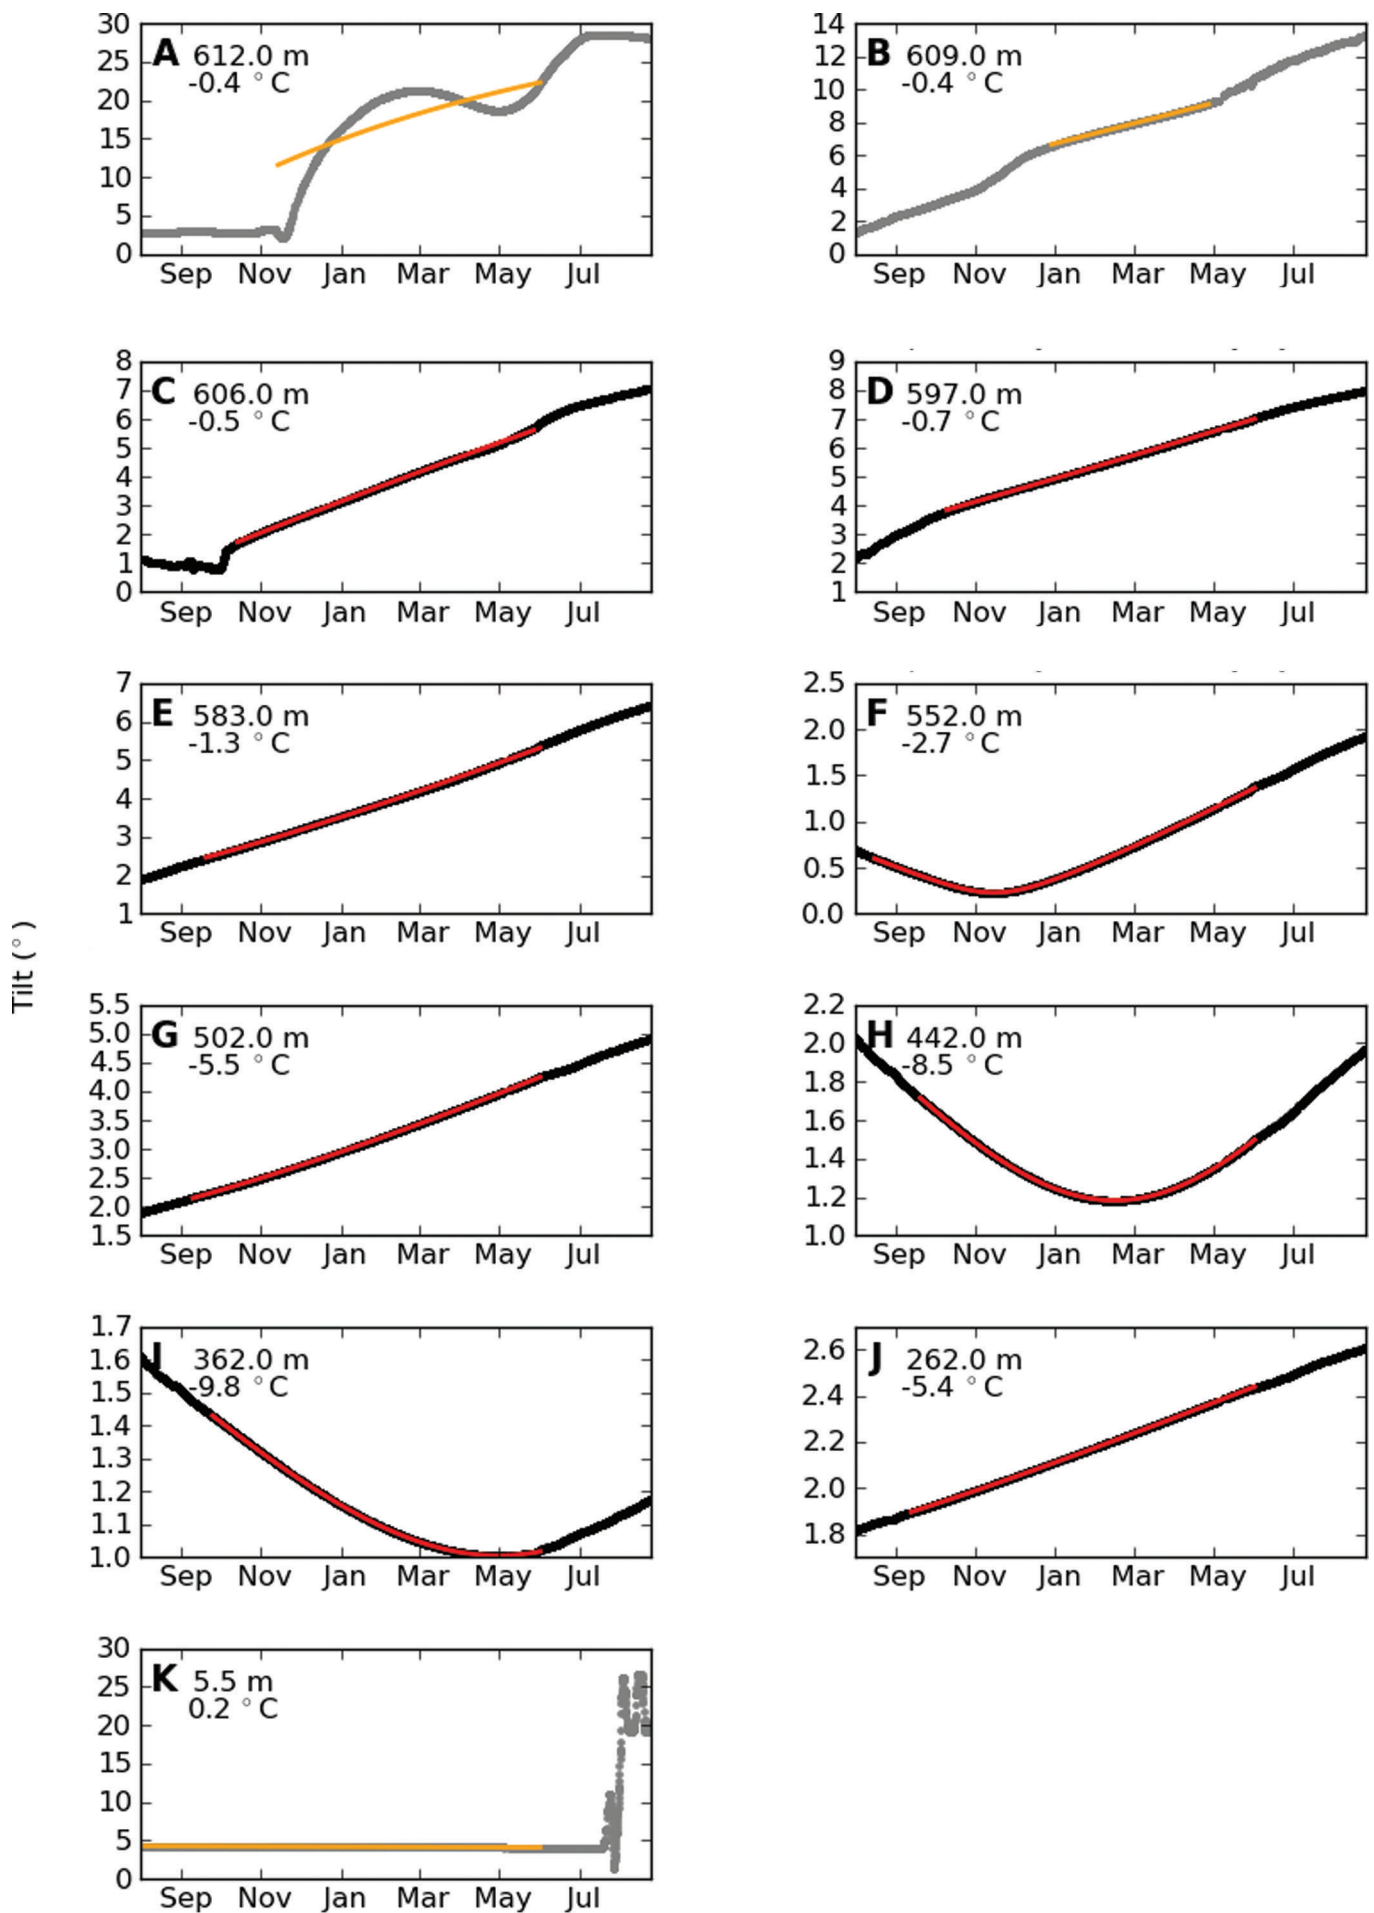 Tilt (°)
30
25
20
15
10
5
0
A 612.0 m
-0.4 °C
Sep Nov Jan Mar May Jul
14
12
10
8
6
4
2
0
B 609.0 m
-0.4 °C
Sep Nov Jan Mar May Jul
8
7
6
5
4
3
2
1
0
C 606.0 m
-0.5 °C
Sep Nov Jan Mar May Jul
9
8
7
6
5
4
3
2
1
D 597.0 m
-0.7 °C
Sep Nov Jan Mar May Jul
7
6
5
4
3
2
1
E 583.0 m
-1.3 °C
Sep Nov Jan Mar May Jul
2.5
2.0
1.5
1.0
0.5
0.0
F 552.0 m
-2.7 °C
Sep Nov Jan Mar May Jul
5.5
5.0
4.5
4.0
3.5
3.0
2.5
2.0
1.5
G 502.0 m
-5.5 °C
Sep Nov Jan Mar May Jul
2.2
2.0
1.8
1.6
1.4
1.2
1.0
H 442.0 m
-8.5 °C
Sep Nov Jan Mar May Jul
1.7
1.6
1.5
1.4
1.3
1.2
1.1
1.0
I 362.0 m
-9.8 °C
Sep Nov Jan Mar May Jul
2.6
2.4
2.2
2.0
1.8
J 262.0 m
-5.4 °C
Sep Nov Jan Mar May Jul
30
25
20
15
10
5
0
K 5.5 m
0.2 °C
Sep Nov Jan Mar May Jul